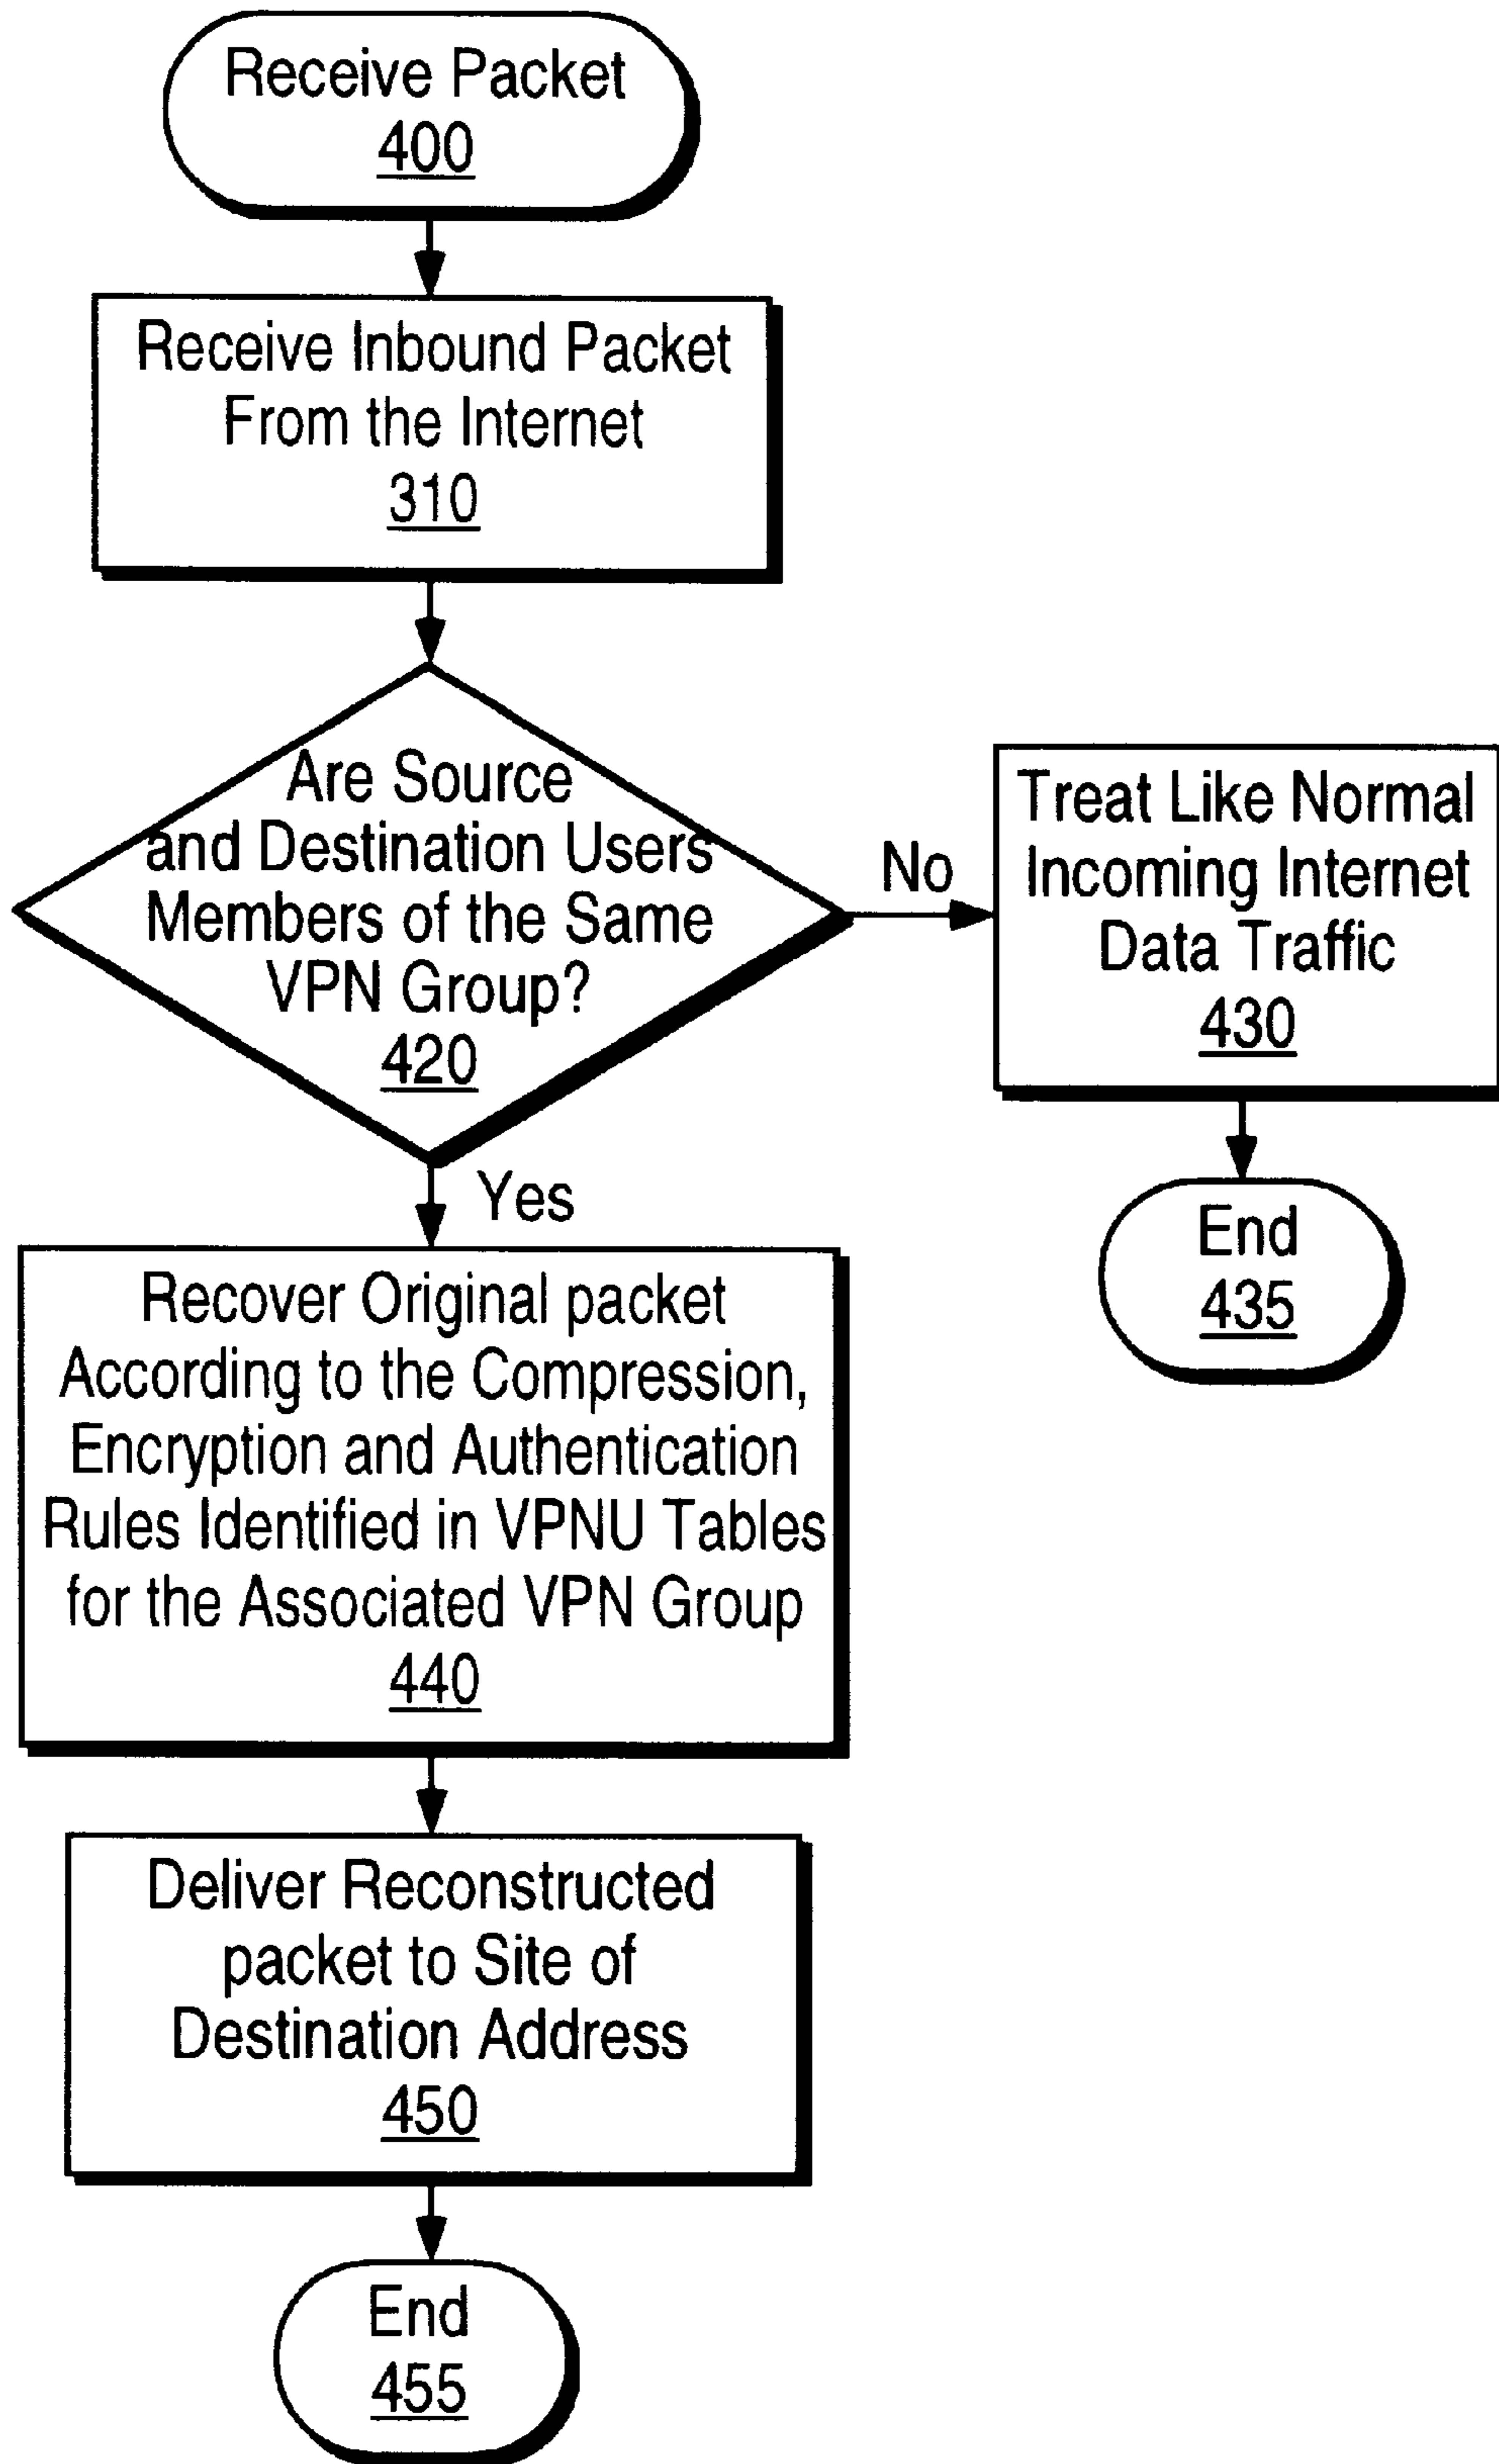 Receive Packet
400
Receive Inbound Packet
From the Internet
310
Are Source
and Destination Users
Members of the Same
VPN Group?
420
No
Treat Like Normal
Incoming Internet
Data Traffic
430
End
435
Yes
Recover Original packet
According to the Compression,
Encryption and Authentication
Rules Identified in VPNU Tables
for the Associated VPN Group
440
Deliver Reconstructed
packet to Site of
Destination Address
450
End
455